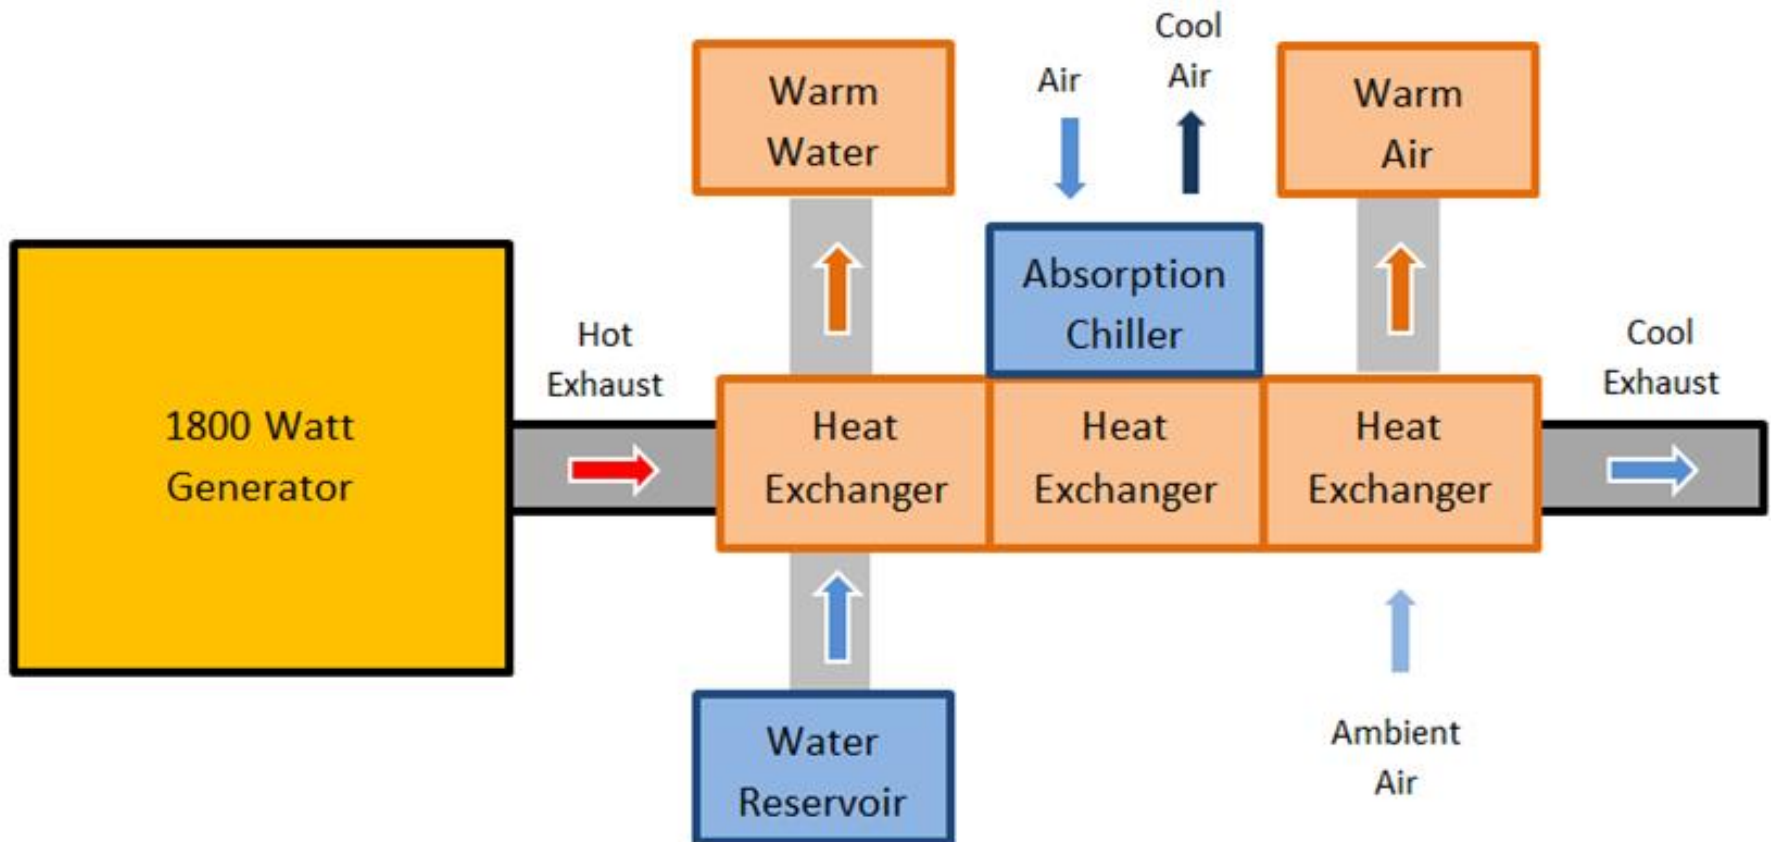 Warm
Water
Air
Cool
Air
Warm
Air
Absorption
Chiller
1800 Watt
Generator
Hot
Exhaust
Heat
Exchanger
Heat
Exchanger
Heat
Exchanger
Cool
Exhaust
Water
Reservoir
Ambient
Air